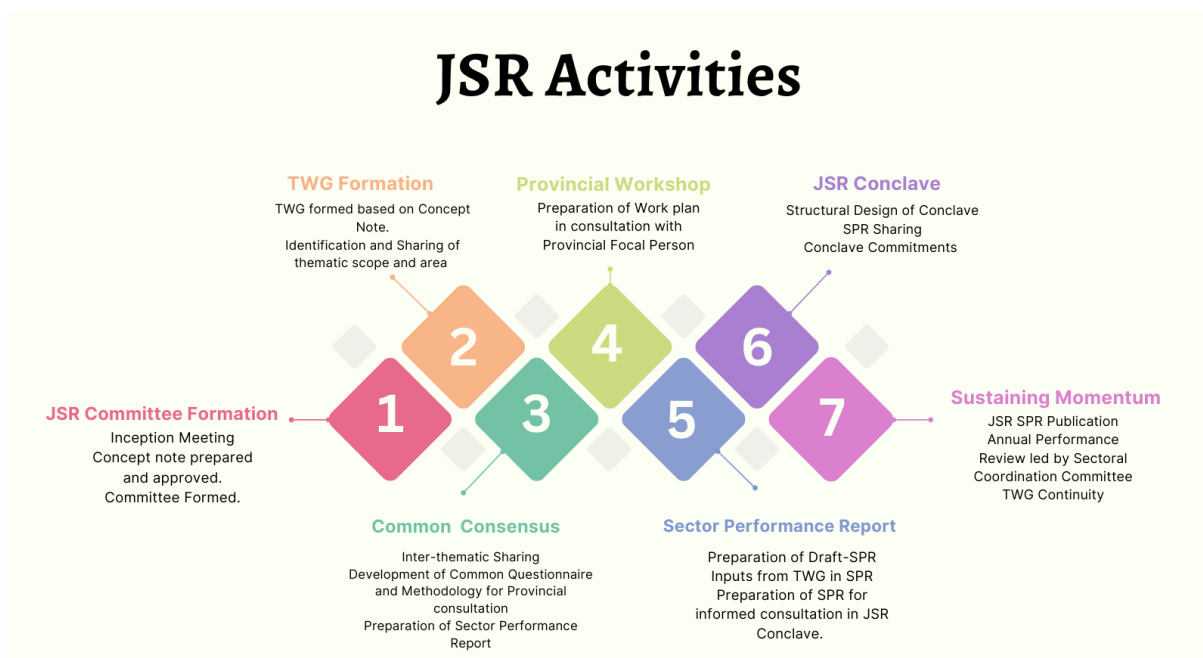 JSR Activities
TWG Formation
TWG formed based on Concept
Note.
Identification and Sharing of
thematic scope and area
Provincial Workshop
Preparation of Work plan
in consultation with
Provincial Focal Person
JSR Conclave
Structural Design of Conclave
SPR Sharing
Conclave Commitments
2
4
6
1
3
5
7
JSR Committee Formation
Inception Meeting
Concept note prepared
and approved.
Committee Formed.
Sustaining Momentum
JSR SPR Publication
Annual Performance
Review led by Sectoral
Coordination Committee
TWG Continuity
Common  Consensus
Inter-thematic Sharing
Development of Common Questionnaire
and Methodology for Provincial
consultation
Preparation of Sector Performance
Report
Sector Performance Report
Preparation of Draft-SPR
Inputs from TWG in SPR
Preparation of SPR for
informed consultation in JSR
Conclave.